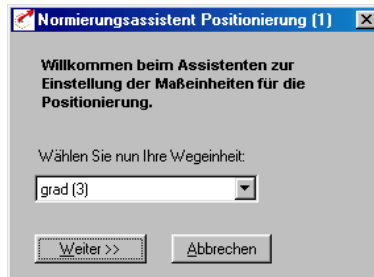 Normierungsassistent Positionierung (1)
Willkommen beim Assistenten zur
Einstellung der Maßeinheiten für die
Positionierung.
Wählen Sie nun Ihre Wegeinheit:
grad (3)
Weiter >> Abbrechen